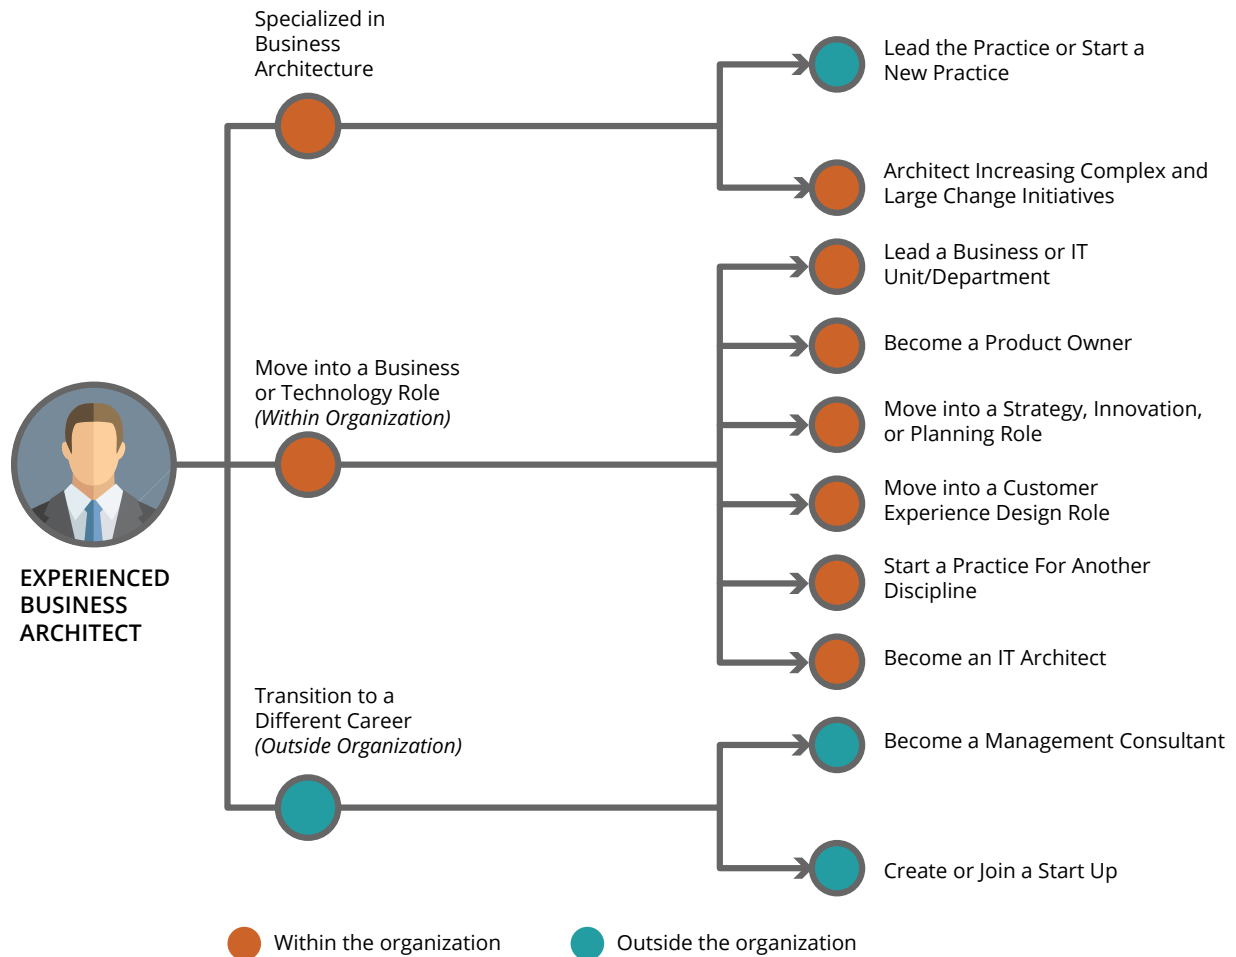 Specialized in
Business
Architecture
Lead the Practice or Start a
New Practice
Architect Increasing Complex and
Large Change Initiatives
Lead a Business or IT
Unit/Department
Become a Product Owner
Move into a Business
or Technology Role
(Within Organization)
Move into a Strategy, Innovation,
or Planning Role
Move into a Customer
Experience Design Role
EXPERIENCED
BUSINESS
ARCHITECT
Start a Practice For Another
Discipline
Become an IT Architect
Transition to a
Different Career
(Outside Organization)
Become a Management Consultant
Create or Join a Start Up
Within the organization
Outside the organization